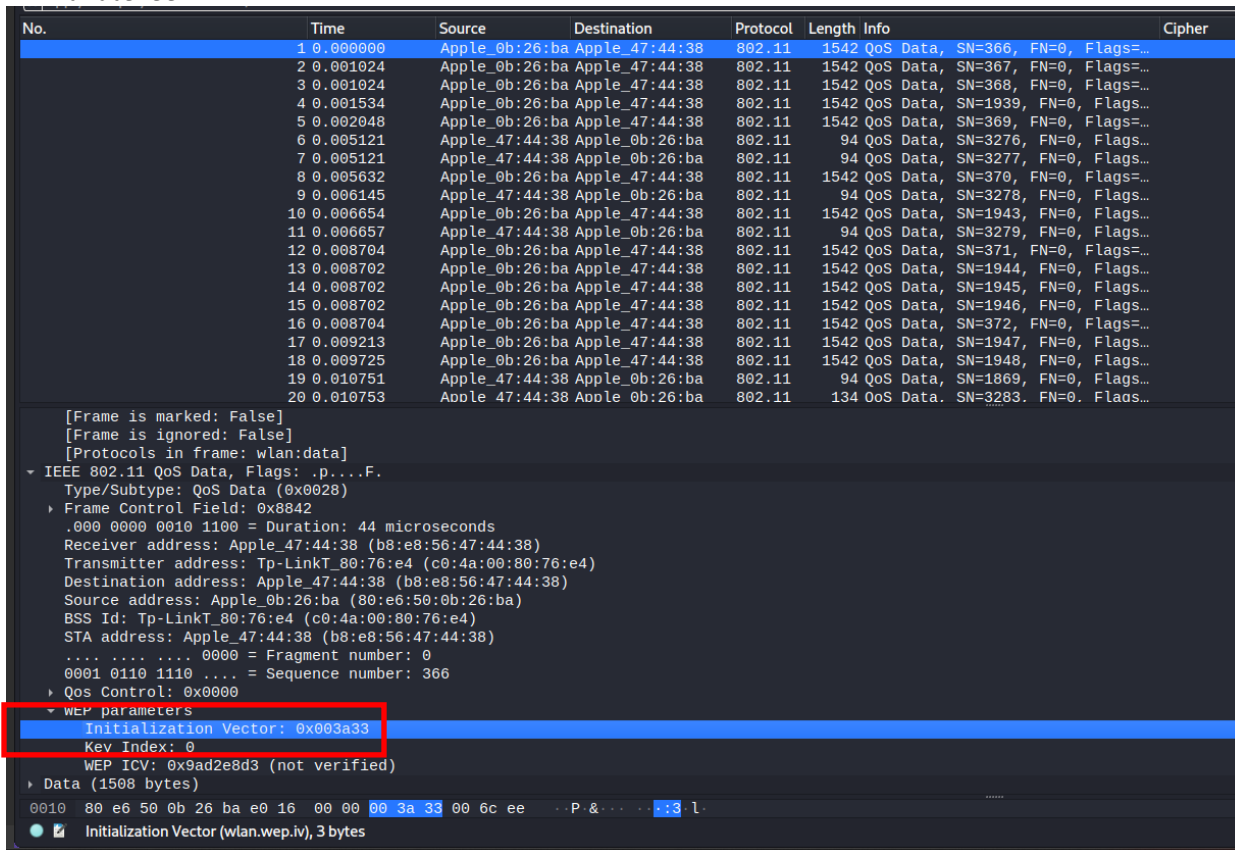 No. Time Source Destination Protocol Length Info Cipher
1 0.000000 Apple_0b:26:ba Apple_47:44:38 802.11 1542 QoS Data, SN=366, FN=0, Flags=…
2 0.001024 Apple_0b:26:ba Apple_47:44:38 802.11 1542 QoS Data, SN=367, FN=0, Flags=…
3 0.001024 Apple_0b:26:ba Apple_47:44:38 802.11 1542 QoS Data, SN=368, FN=0, Flags=…
4 0.001534 Apple_0b:26:ba Apple_47:44:38 802.11 1542 QoS Data, SN=1939, FN=0, Flags…
5 0.002048 Apple_0b:26:ba Apple_47:44:38 802.11 1542 QoS Data, SN=369, FN=0, Flags=…
6 0.005121 Apple_47:44:38 Apple_0b:26:ba 802.11 94 QoS Data, SN=3276, FN=0, Flags…
7 0.005121 Apple_47:44:38 Apple_0b:26:ba 802.11 94 QoS Data, SN=3277, FN=0, Flags…
8 0.005632 Apple_0b:26:ba Apple_47:44:38 802.11 1542 QoS Data, SN=370, FN=0, Flags=…
9 0.006145 Apple_47:44:38 Apple_0b:26:ba 802.11 94 QoS Data, SN=3278, FN=0, Flags…
10 0.006654 Apple_0b:26:ba Apple_47:44:38 802.11 1542 QoS Data, SN=1943, FN=0, Flags…
11 0.006657 Apple_47:44:38 Apple_0b:26:ba 802.11 94 QoS Data, SN=3279, FN=0, Flags…
12 0.008704 Apple_0b:26:ba Apple_47:44:38 802.11 1542 QoS Data, SN=371, FN=0, Flags=…
13 0.008702 Apple_0b:26:ba Apple_47:44:38 802.11 1542 QoS Data, SN=1944, FN=0, Flags…
14 0.008702 Apple_0b:26:ba Apple_47:44:38 802.11 1542 QoS Data, SN=1945, FN=0, Flags…
15 0.008702 Apple_0b:26:ba Apple_47:44:38 802.11 1542 QoS Data, SN=1946, FN=0, Flags…
16 0.008704 Apple_0b:26:ba Apple_47:44:38 802.11 1542 QoS Data, SN=372, FN=0, Flags=…
17 0.009213 Apple_0b:26:ba Apple_47:44:38 802.11 1542 QoS Data, SN=1947, FN=0, Flags…
18 0.009725 Apple_0b:26:ba Apple_47:44:38 802.11 1542 QoS Data, SN=1948, FN=0, Flags…
19 0.010751 Apple_47:44:38 Apple_0b:26:ba 802.11 94 QoS Data, SN=1869, FN=0, Flags…
20 0.010753 Apple_47:44:38 Apple_0b:26:ba 802.11 134 QoS Data, SN=3283, FN=0, Flags…
[Frame is marked: False]
[Frame is ignored: False]
[Protocols in frame: wlan:data]
IEEE 802.11 QoS Data, Flags: .p....F.
Type/Subtype: QoS Data (0x0028)
Frame Control Field: 0x8842
.000 0000 0010 1100 = Duration: 44 microseconds
Receiver address: Apple_47:44:38 (b8:e8:56:47:44:38)
Transmitter address: Tp-LinkT_80:76:e4 (c0:4a:00:80:76:e4)
Destination address: Apple_47:44:38 (b8:e8:56:47:44:38)
Source address: Apple_0b:26:ba (80:e6:50:0b:26:ba)
BSS Id: Tp-LinkT_80:76:e4 (c0:4a:00:80:76:e4)
STA address: Apple_47:44:38 (b8:e8:56:47:44:38)
.... .... .... 0000 = Fragment number: 0
0001 0110 1110 .... = Sequence number: 366
Qos Control: 0x0000
WEP parameters
Initialization Vector: 0x003a33
Key Index: 0
WEP ICV: 0x9ad2e8d3 (not verified)
Data (1508 bytes)
0010 80 e6 50 0b 26 ba e0 16 00 00 00 3a 33 00 6c ee ··P·&··· ···:3·l·
Initialization Vector (wlan.wep.iv), 3 bytes